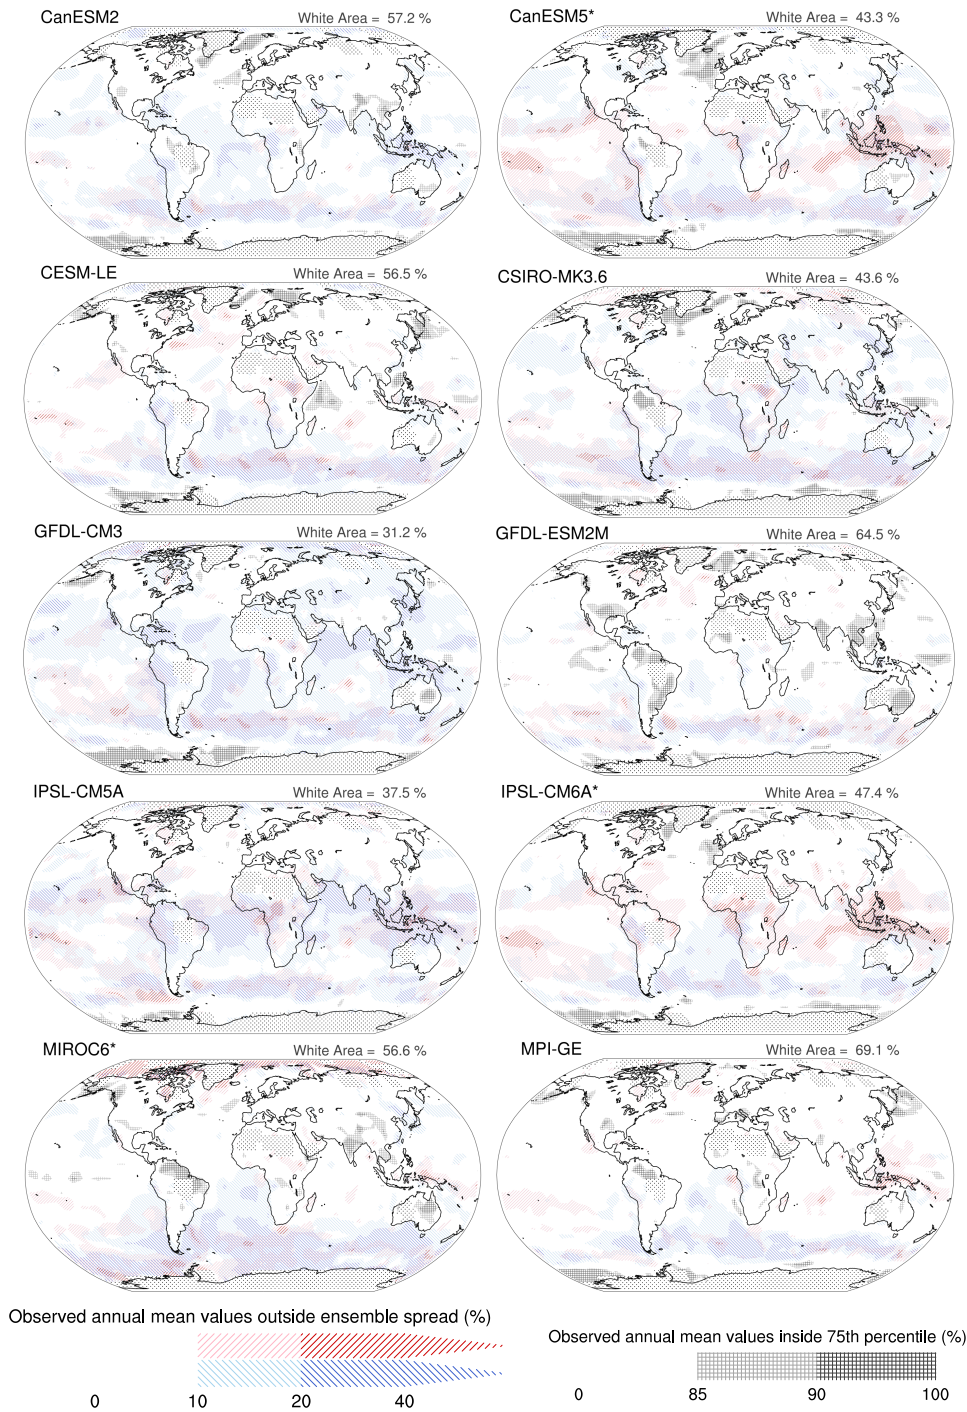 CanESM2 White Area = 57.2 %
CanESM5* White Area = 43.3 %
CESM-LE White Area = 56.5 %
CSIRO-MK3.6 White Area = 43.6 %
GFDL-CM3 White Area = 31.2 %
GFDL-ESM2M White Area = 64.5 %
IPSL-CM5A White Area = 37.5 %
IPSL-CM6A* White Area = 47.4 %
MIROC6* White Area = 56.6 %
MPI-GE White Area = 69.1 %
Observed annual mean values outside ensemble spread (%)
0 10 20 40
Observed annual mean values inside 75th percentile (%)
0 85 90 100